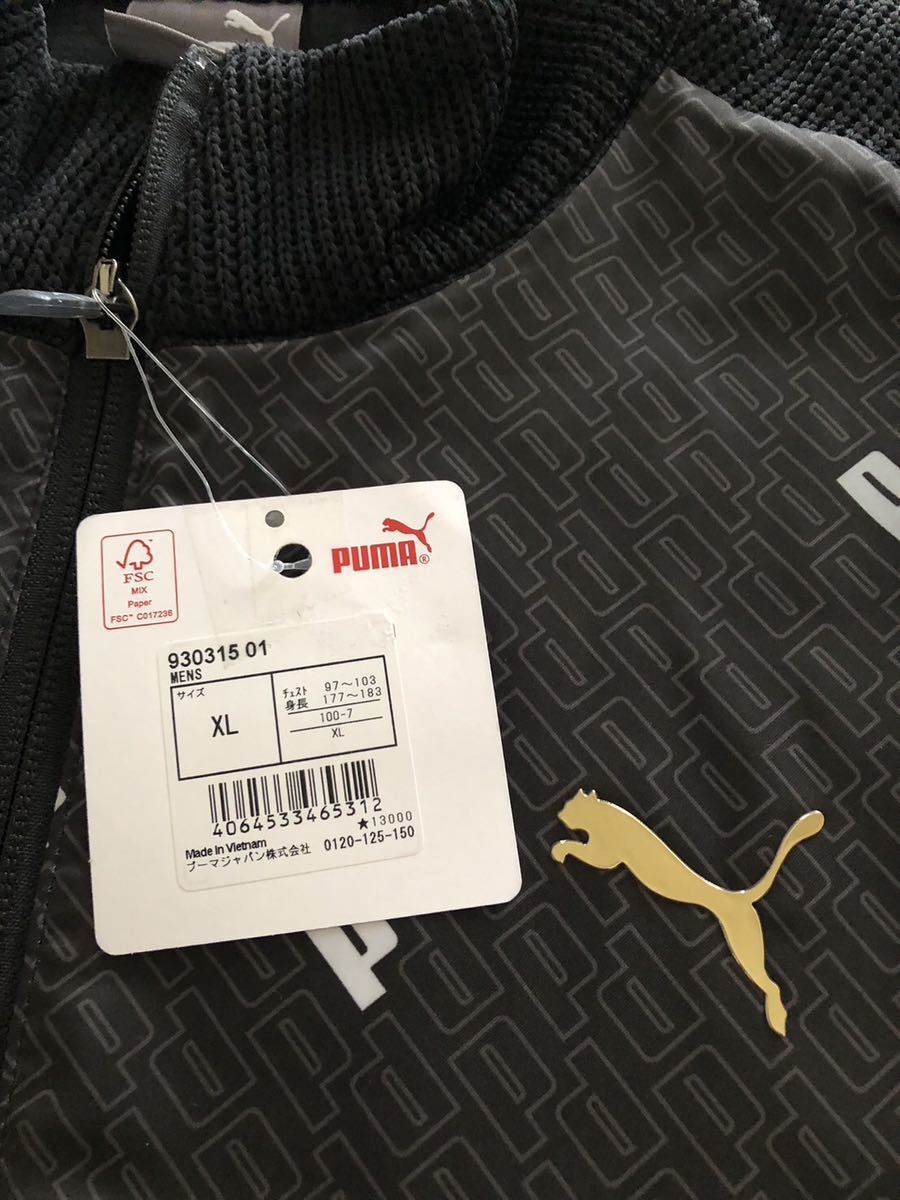 FSC
MIX
Paper
FSC™ C017236
PUMA®
930315 01
MENS
サイズ
XL
ﾁｪｽﾄ 97～103
身長 177～183
100-7
XL
4064533465312
★13000
Made in Vietnam
プーマジャパン株式会社 0120-125-150